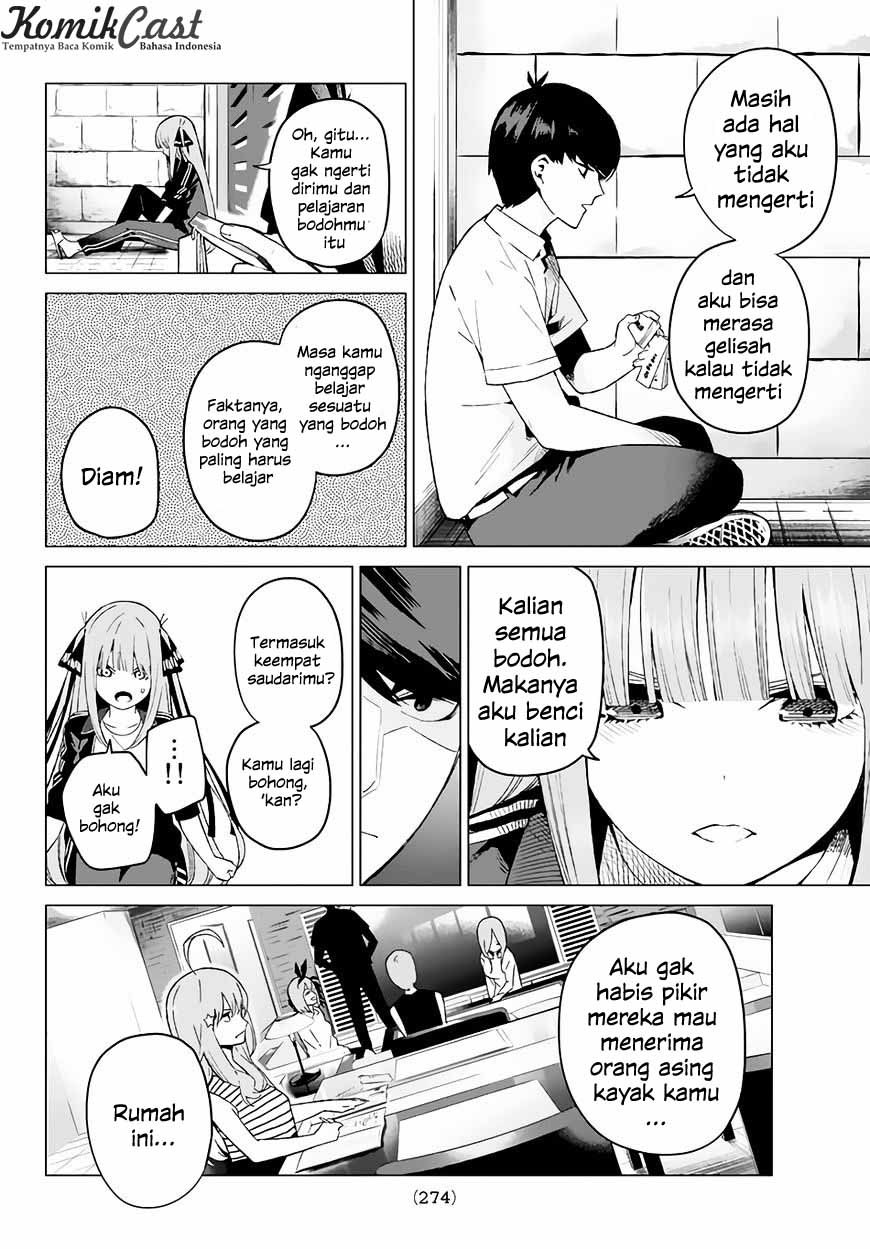 KomikCast
Tempatnya Baca Komik Bahasa Indonesia
Masih
ada hal
yang aku
tidak
mengerti
dan
aku bisa
merasa
gelisah
kalau tidak
mengerti
Oh, gitu...
Kamu
gak ngerti
dirimu dan
pelajaran
bodohmu
itu
Masa kamu
nganggap
belajar
sesuatu
yang bodoh
...
Faktanya,
orang yang
bodoh yang
paling harus
belajar
Diam!
Kalian
semua
bodoh.
Makanya
aku benci
kalian
Termasuk
keempat
saudarimu?
Kamu lagi
bohong,
'kan?
...!!
Aku
gak
bohong!
Aku gak
habis pikir
mereka mau
menerima
orang asing
kayak kamu
...
Rumah
ini...
(274)